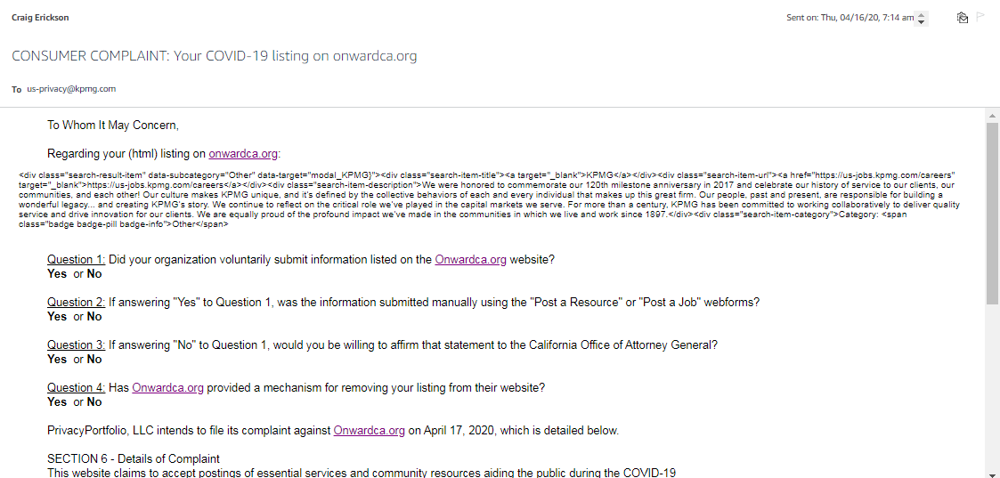 Craig Erickson
Sent on: Thu, 04/16/20, 7:14 am
CONSUMER COMPLAINT: Your COVID-19 listing on onwardca.org
To us-privacy@kpmg.com
To Whom It May Concern,
Regarding your (html) listing on onwardca.org:
<div class="search-result-item" data-subcategory="Other" data-target="modal_KPMG}"><div class="search-item-title"><a target="_blank">KPMG</a></div><div class="search-item-url"><a href="https://us-jobs.kpmg.com/careers"
target="_blank">https://us-jobs.kpmg.com/careers</a></div><div class="search-item-description">We were honored to commemorate our 120th milestone anniversary in 2017 and celebrate our history of service to our clients, our
communities, and each other! Our culture makes KPMG unique, and it's defined by the collective behaviors of each and every individual that makes up this great firm. Our people, past and present, are responsible for building a
wonderful legacy... and creating KPMG's story. We continue to reflect on the critical role we've played in the capital markets we serve. For more than a century, KPMG has been committed to working collaboratively to deliver quality
service and drive innovation for our clients. We are equally proud of the profound impact we've made in the communities in which we live and work since 1897.</div><div class="search-item-category">Category: <span
class="badge badge-pill badge-info">Other</span>
Question 1: Did your organization voluntarily submit information listed on the Onwardca.org website?
Yes or No
Question 2: If answering "Yes" to Question 1, was the information submitted manually using the "Post a Resource" or "Post a Job" webforms?
Yes or No
Question 3: If answering "No" to Question 1, would you be willing to affirm that statement to the California Office of Attorney General?
Yes or No
Question 4: Has Onwardca.org provided a mechanism for removing your listing from their website?
Yes or No
PrivacyPortfolio, LLC intends to file its complaint against Onwardca.org on April 17, 2020, which is detailed below.
SECTION 6 - Details of Complaint
This website claims to accept postings of essential services and community resources aiding the public during the COVID-19